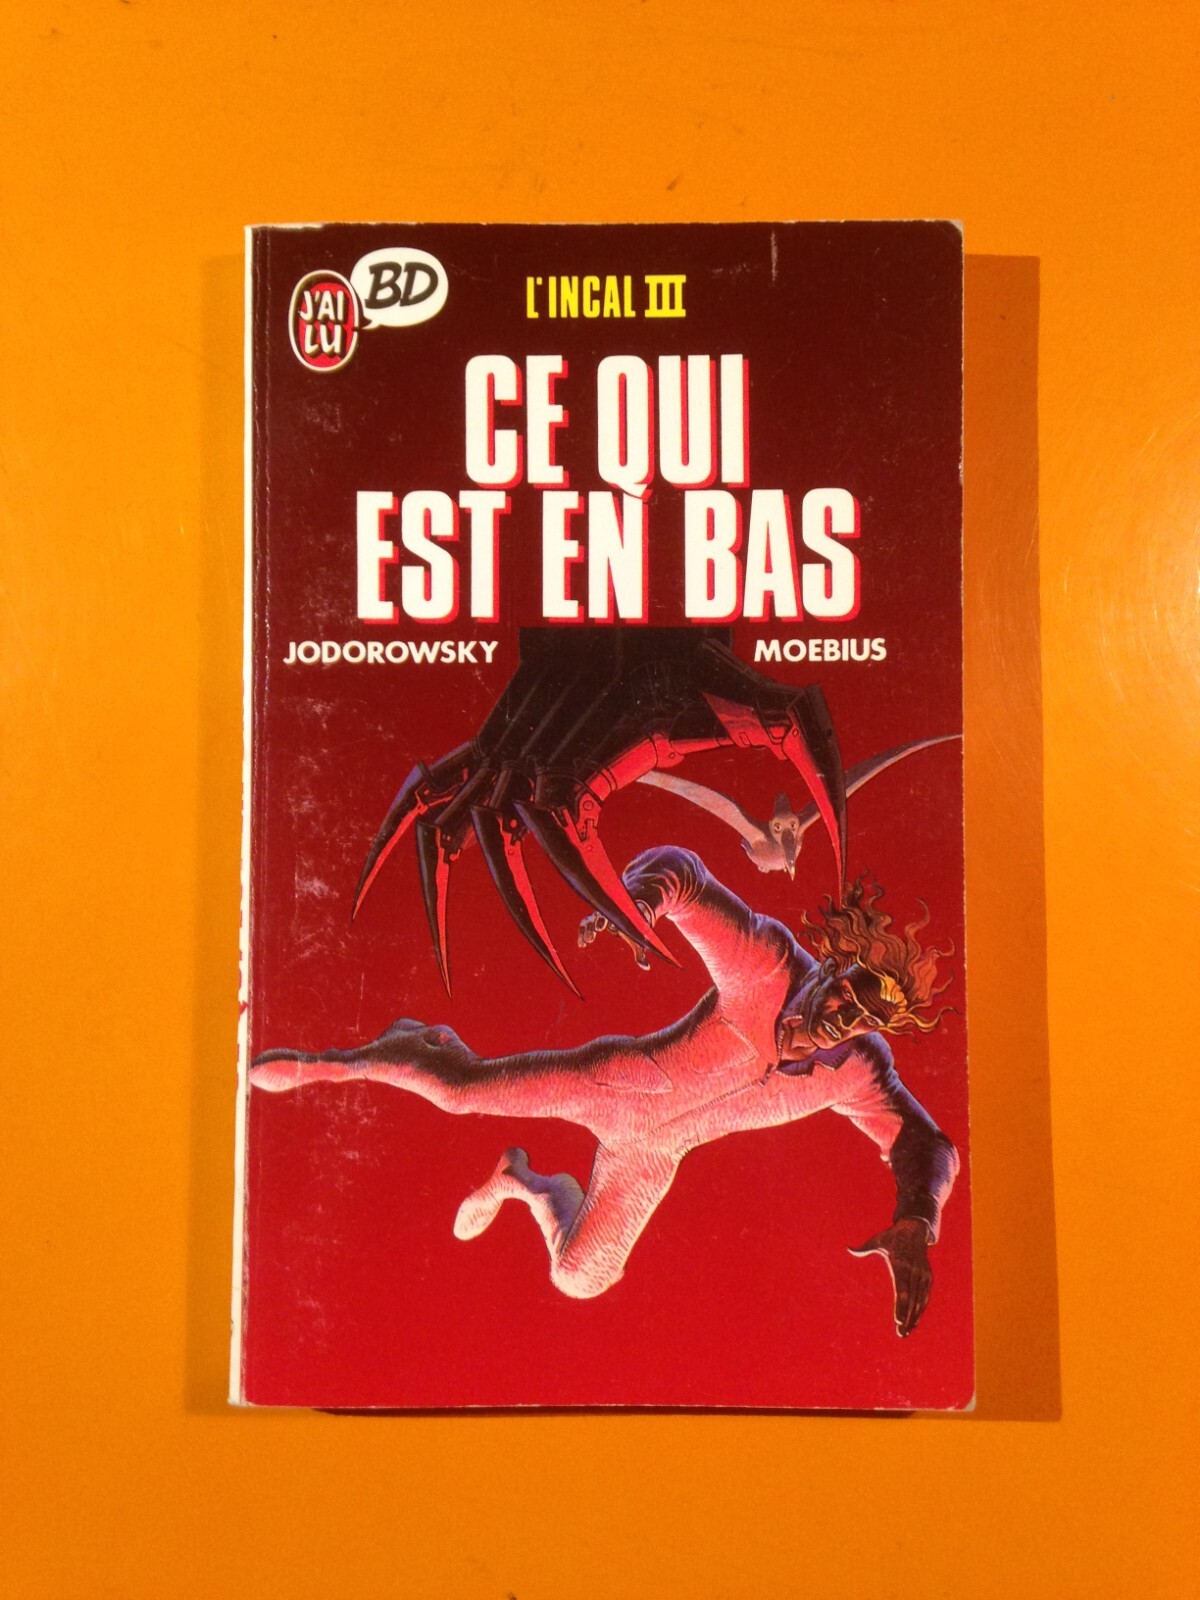 J'AI
LU
BD
L'INCAL III
CE QUI
EST EN BAS
JODOROWSKY
MOEBIUS